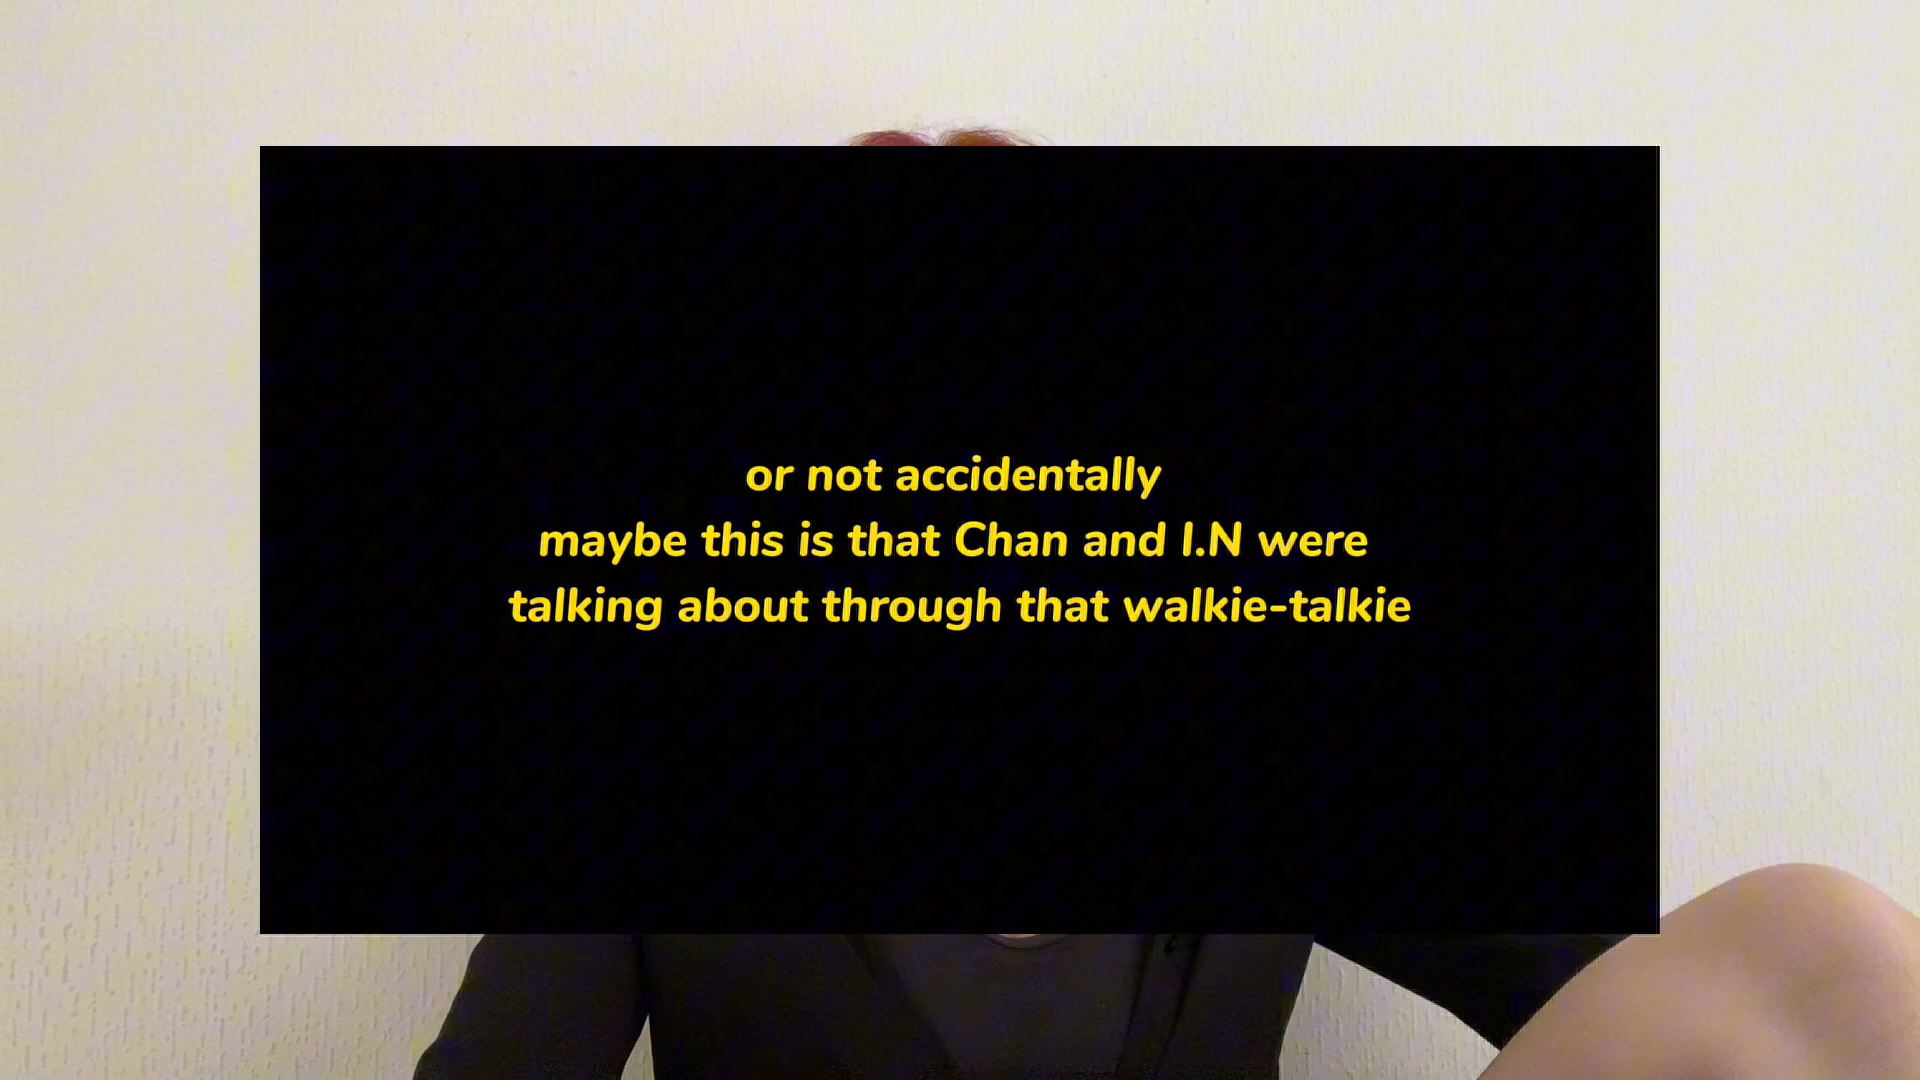 or not accidentally
maybe this is that Chan and I.N were
talking about through that walkie-talkie